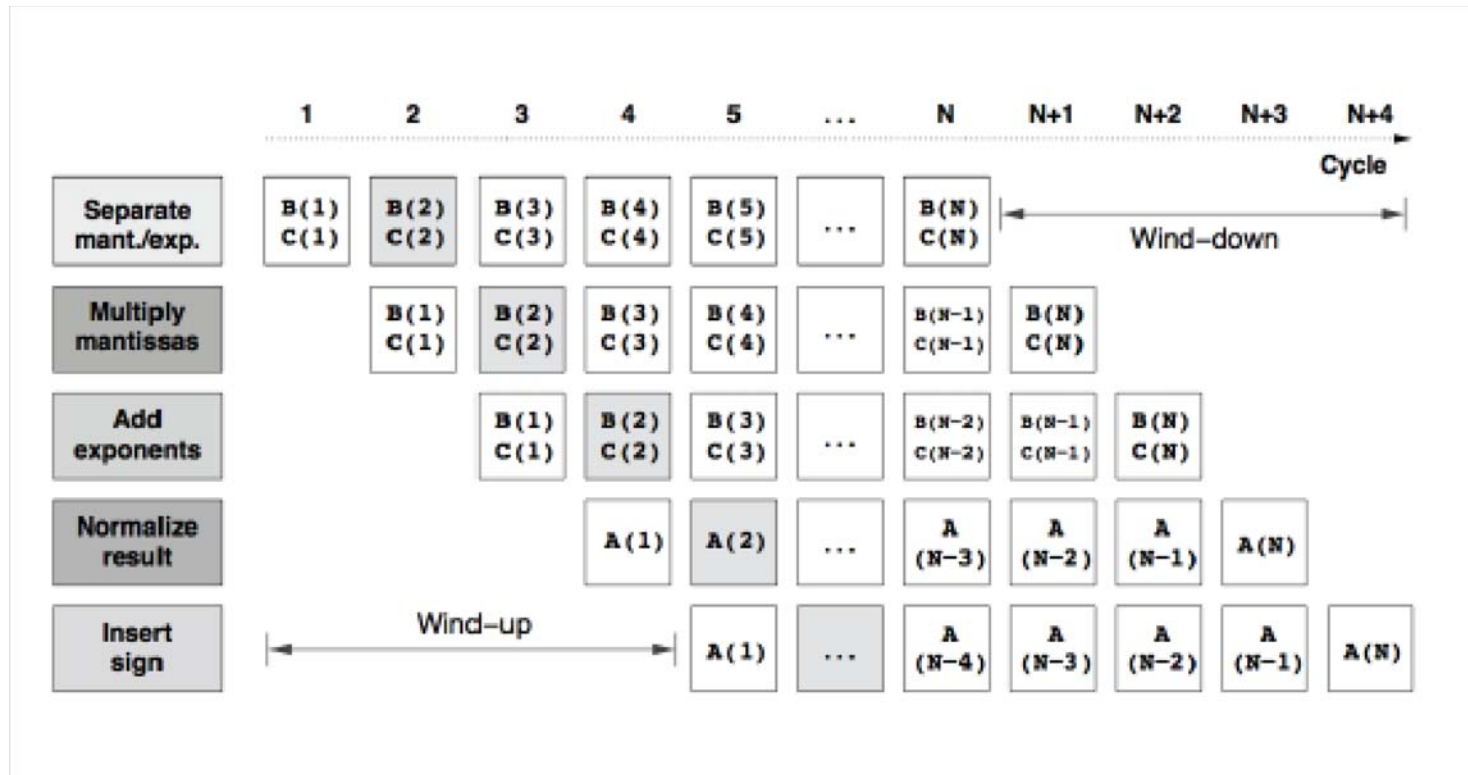 1 2 3 4 5 ... N N+1 N+2 N+3 N+4
Cycle
Separate
mant./exp.
B(1) B(2) B(3) B(4) B(5) ... B(N)
C(1) C(2) C(3) C(4) C(5) C(N)
Wind-down
Multiply
mantissas
B(1) B(2) B(3) B(4) ... B(N-1) B(N)
C(1) C(2) C(3) C(4) C(N-1) C(N)
Add
exponents
B(1) B(2) B(3) ... B(N-2) B(N-1) B(N)
C(1) C(2) C(3) C(N-2) C(N-1) C(N)
Normalize
result
A(1) A(2) ... A A A A(N)
(N-3) (N-2) (N-1)
Wind-up
Insert
sign
A(1) ... A A A A A(N)
(N-4) (N-3) (N-2) (N-1)